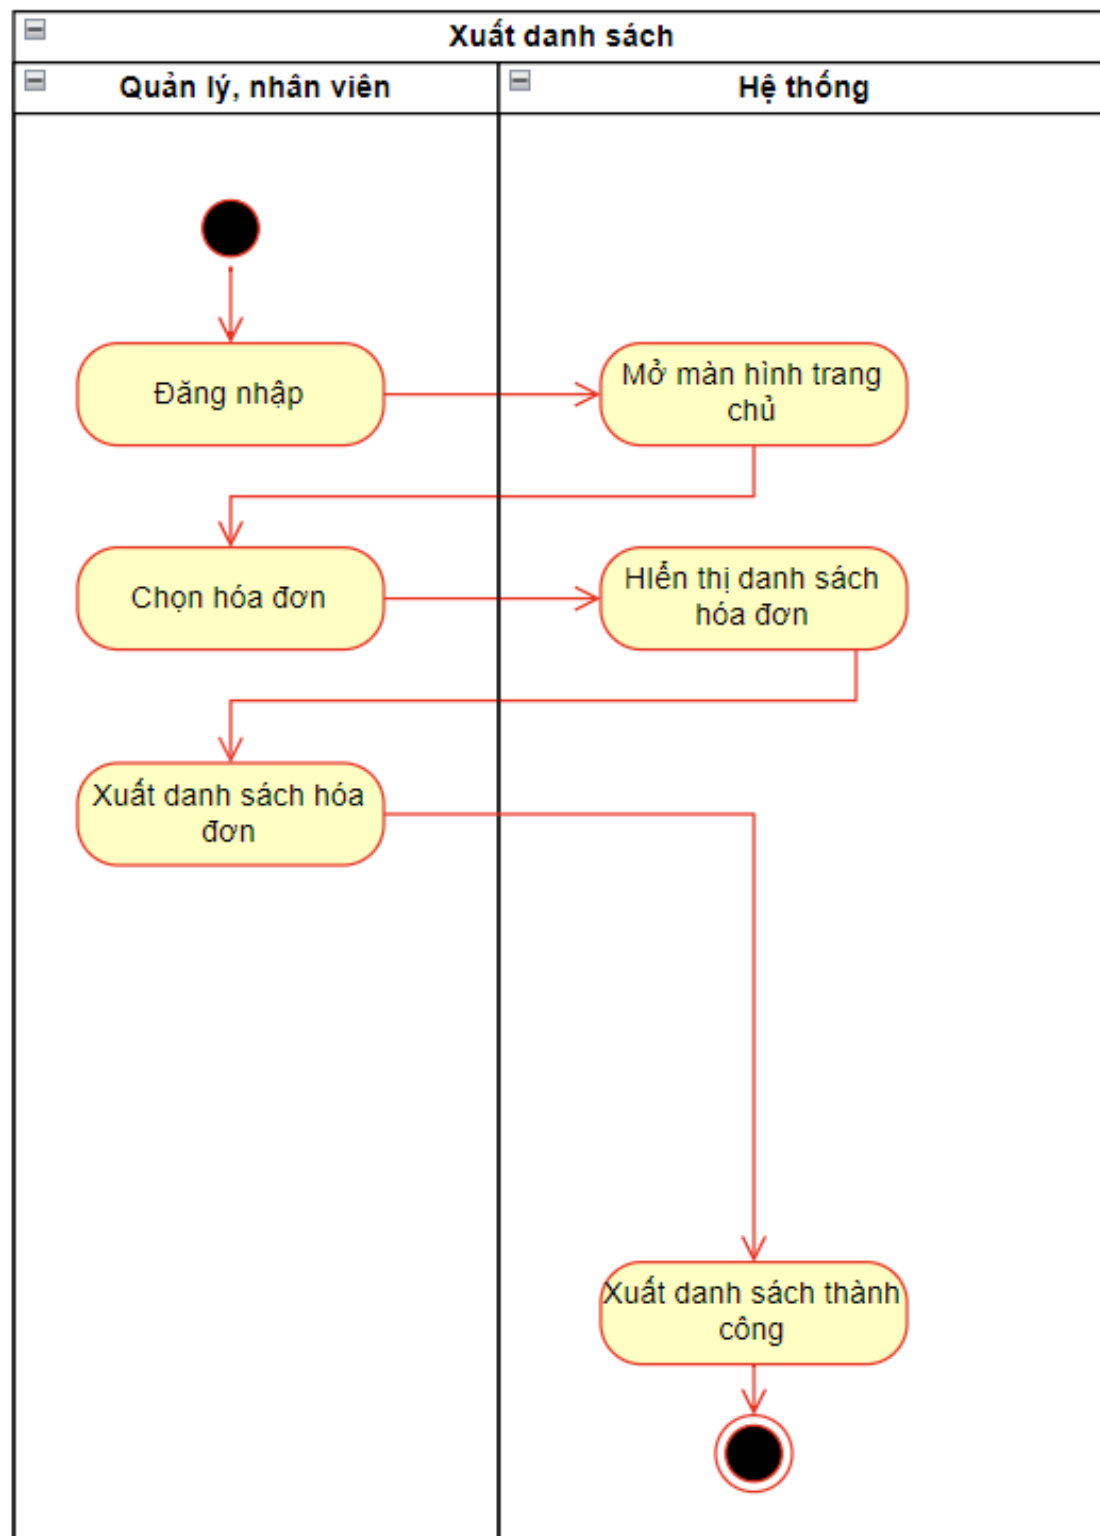 Xuất danh sách
Quản lý, nhân viên
Hệ thống
Đăng nhập
Mở màn hình trang
chủ
Chọn hóa đơn
HIển thị danh sách
hóa đơn
Xuất danh sách hóa
đơn
Xuất danh sách thành
công